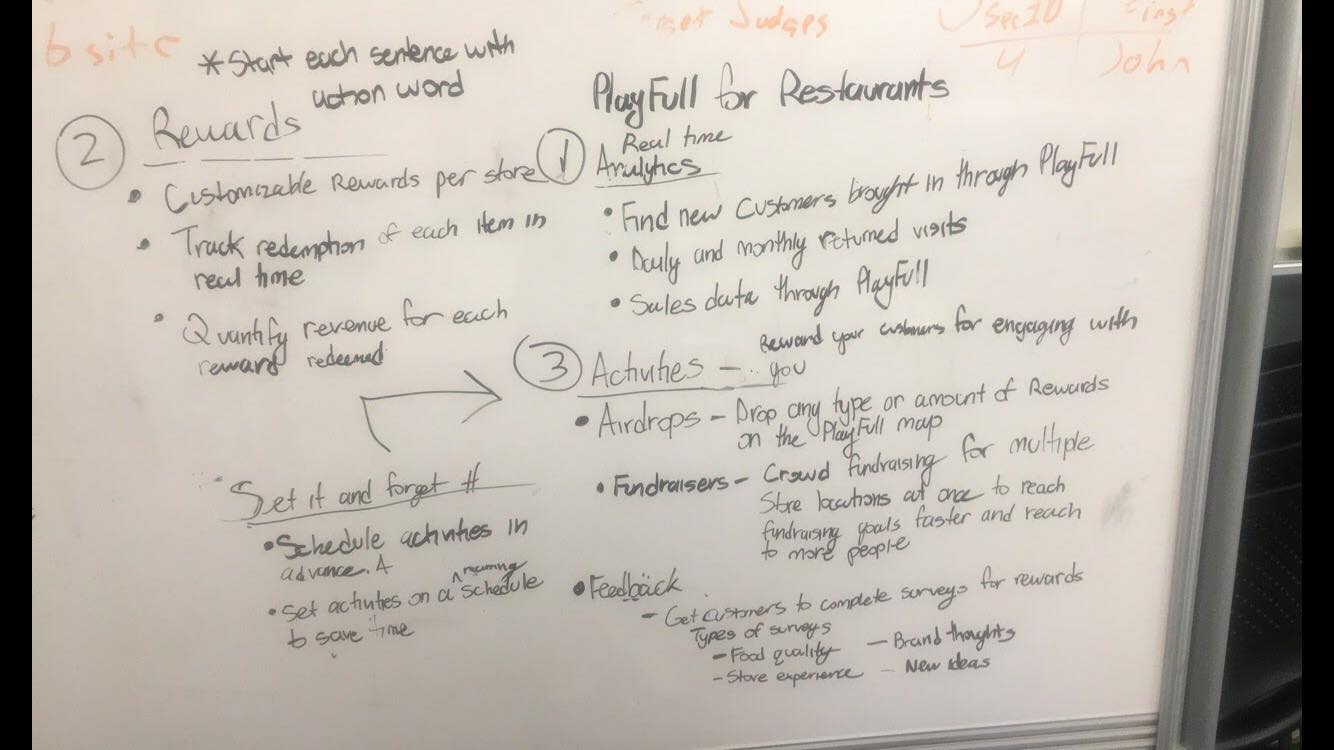 b site
* Start each sentence with
action word
Judges
Sec 10
4
John
PlayFull for Restaurants
① Real time
Analytics
• Find new customers brought in through PlayFull
• Daily and monthly returned visits
• Sales data through PlayFull
② Rewards
• Customizable Rewards per store
• Track redemption of each item in
real time
• Quantify revenue for each
reward redeemed
③ Activities - Reward your customers for engaging with
you
• Airdrops - Drop any type or amount of Rewards
on the PlayFull map
• Fundraisers - Crowd fundraising for multiple
Store locations at once to reach
fundraising goals faster and reach
to more people
• Feedback
- Get customers to complete surveys for rewards
Types of surveys
- Food quality - Brand thoughts
- Store experience - New ideas
Set it and forget it
• Schedule activities in
advance.
• Set activities on a recurring schedule
to save time